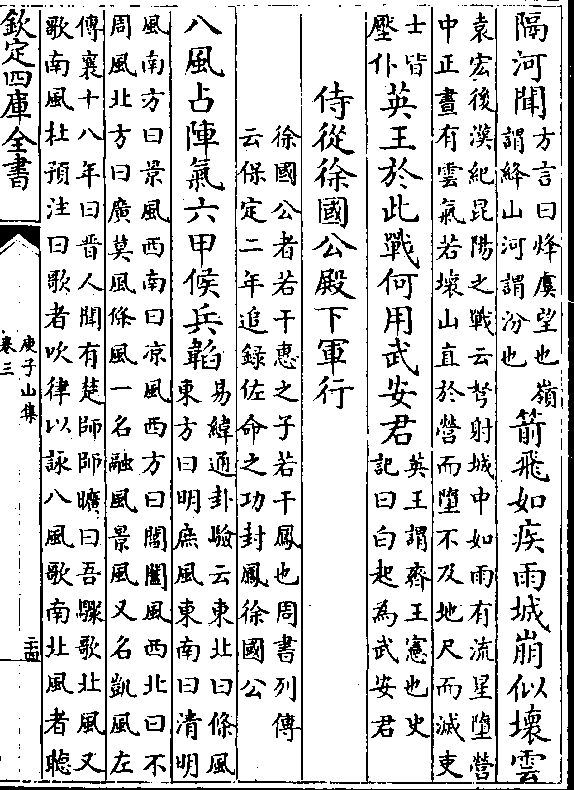 隔河聞方言曰烽虞望也嶺謂絳山河謂汾也箭飛如疾雨城崩似壞雲
袁宏後漢紀昆陽之戰云弩射城中如雨有流星墮營
中正晝有雲氣若壞山直於營而墮不及地尺而滅吏
士皆壓仆英王於此戰何用武安君英王謂齊王憲也史記曰白起為武安君
侍從徐國公殿下軍行
徐國公者若干惠之子若干鳳也周書列傳
云保定二年追録佐命之功封鳳徐國公
八風占陣氣六甲候兵韜易緯通卦驗云東北曰條風東方曰明庶風東南曰清明
風南方曰景風西南曰凉風西方曰閶闔風西北曰不
周風北方曰廣莫風條風一名融風景風又名凱風左
傳襄十八年曰晋人聞有楚師師曠曰吾驟歌北風又
歌南風杜預注曰歌者吹律以詠八風歌南北風者聴
欽定四庫全書
庚子山集
卷三